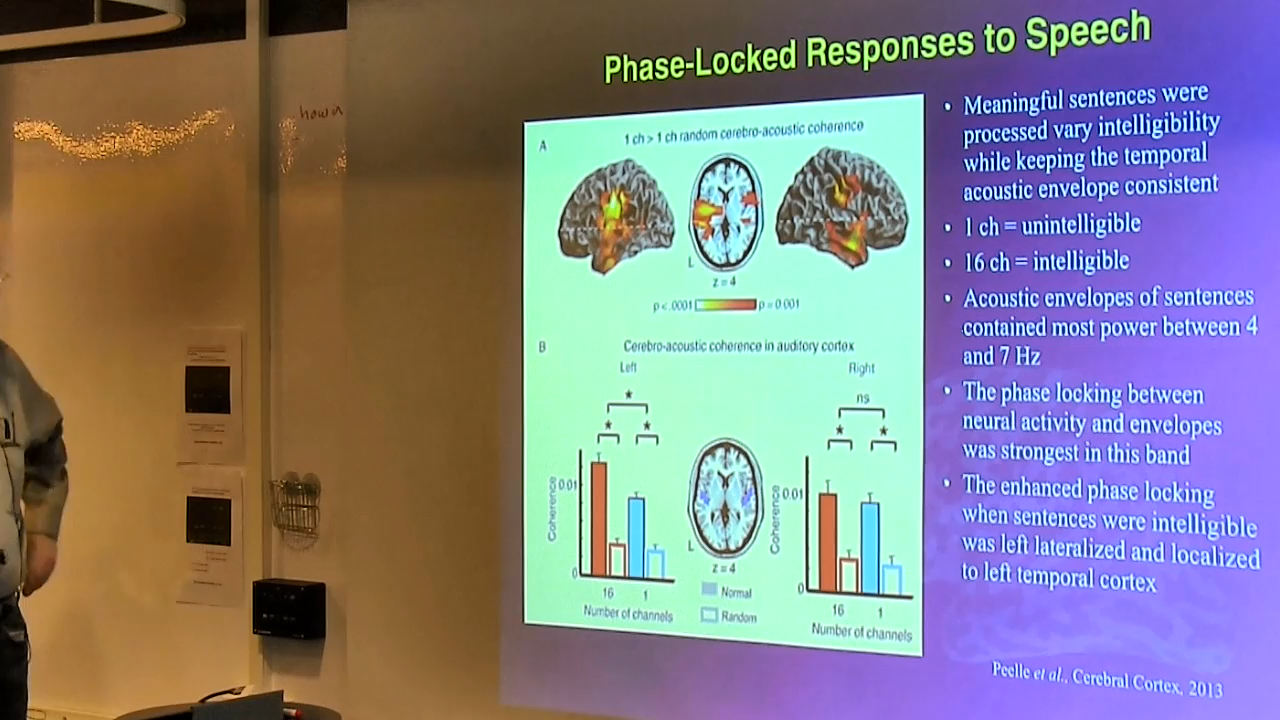 Phase-Locked Responses to Speech
how
A
1 ch > 1 ch random cerebro-acoustic coherence
L
z = 4
p < .0001
p = 0.001
B
Cerebro-acoustic coherence in auditory cortex
Left
Right
*
ns
* *
* *
Coherence
0.01
0
16 1
Number of channels
L
z = 4
Normal
Random
Coherence
0.01
0
16 1
Number of channels
• Meaningful sentences were
processed vary intelligibility
while keeping the temporal
acoustic envelope consistent
• 1 ch = unintelligible
• 16 ch = intelligible
• Acoustic envelopes of sentences
contained most power between 4
and 7 Hz
• The phase locking between
neural activity and envelopes
was strongest in this band
• The enhanced phase locking
when sentences were intelligible
was left lateralized and localized
to left temporal cortex
Peelle et al., Cerebral Cortex, 2013